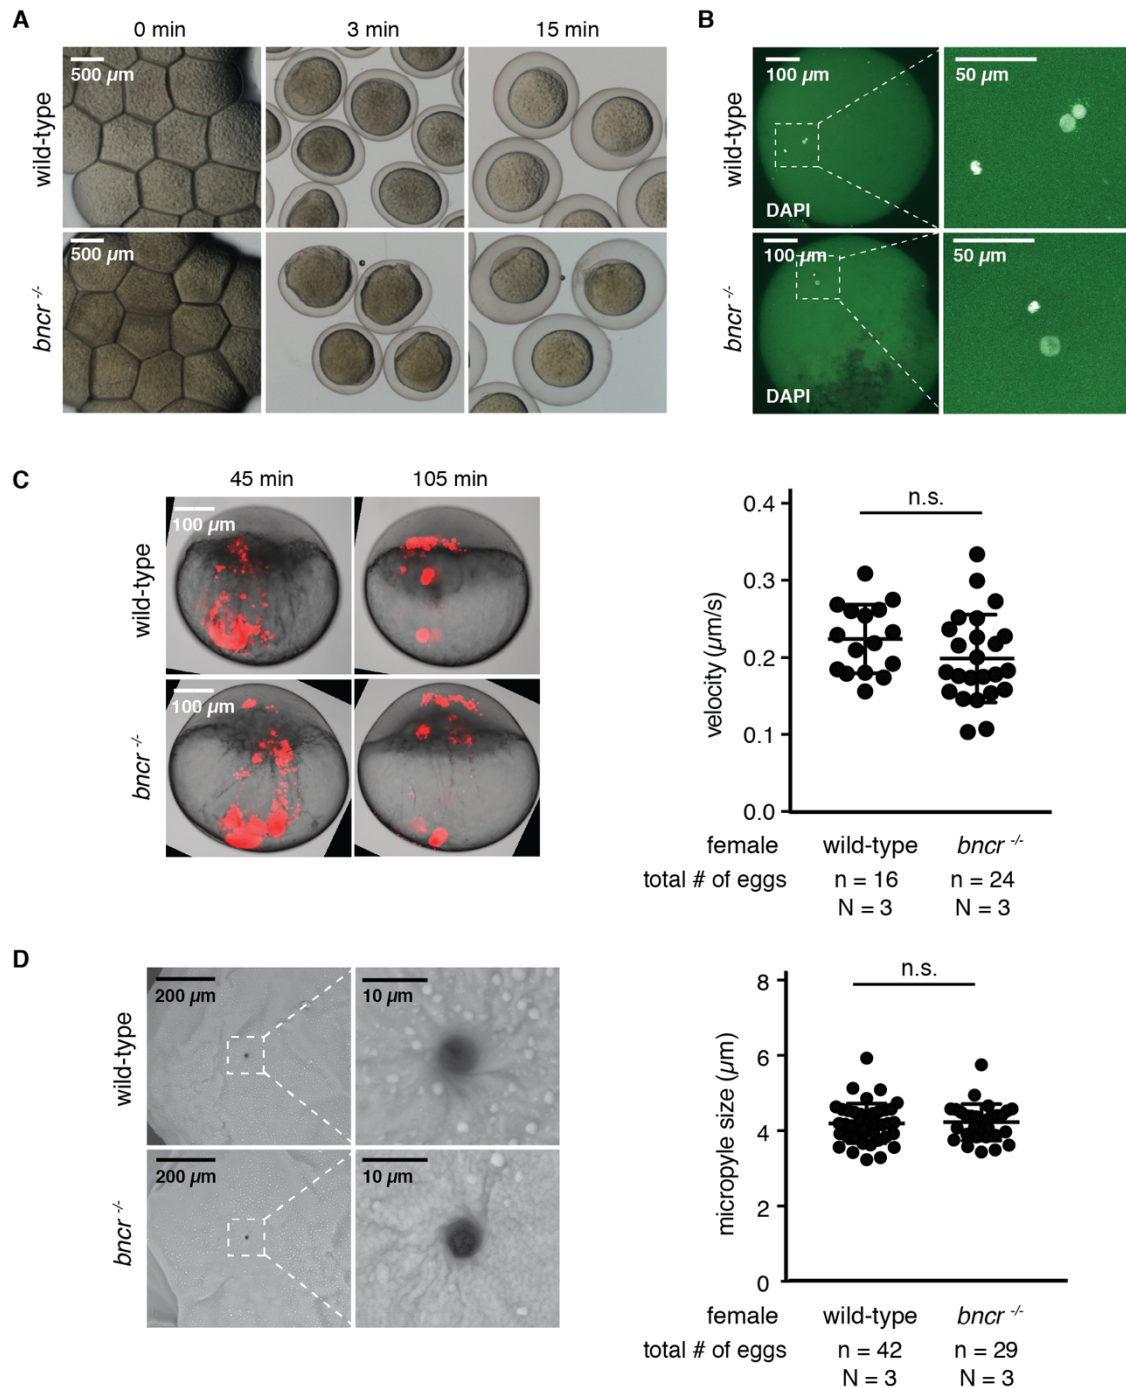 A
0 min 3 min 15 min
wild-type
500 µm
bncr -/-
500 µm
B
wild-type
100 µm
50 µm
DAPI
bncr -/-
100 µm
50 µm
DAPI
C
45 min 105 min
wild-type
100 µm
bncr -/-
100 µm
n.s.
velocity (µm/s)
0.4
0.3
0.2
0.1
0.0
female wild-type bncr -/-
total # of eggs n = 16 n = 24
N = 3 N = 3
D
wild-type
200 µm
10 µm
bncr -/-
200 µm
10 µm
n.s.
micropyle size (µm)
8
6
4
2
0
female wild-type bncr -/-
total # of eggs n = 42 n = 29
N = 3 N = 3